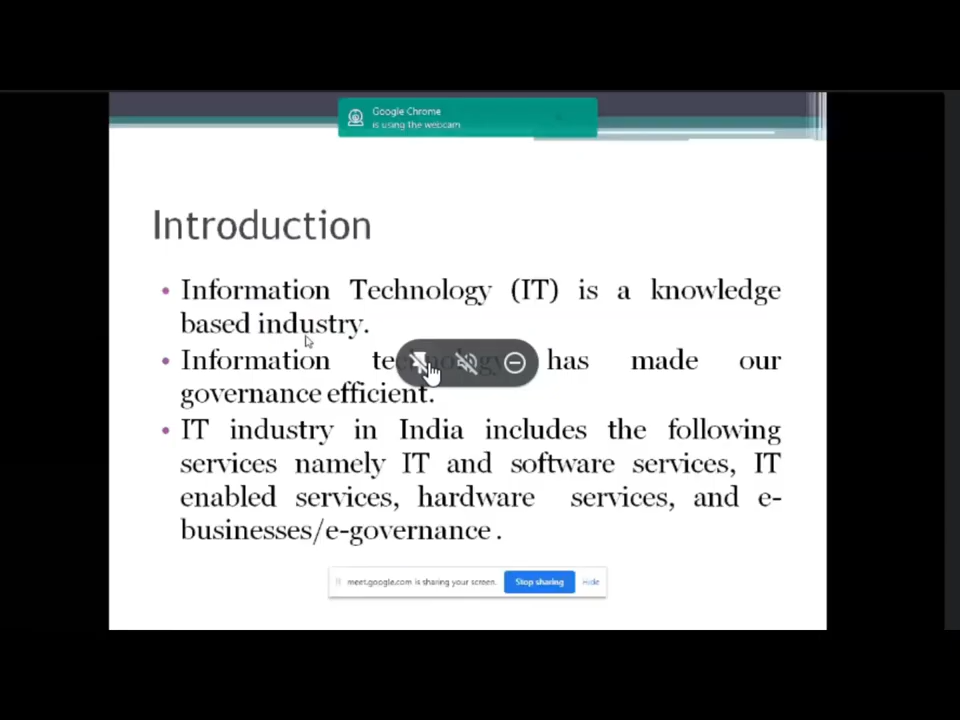 Google Chrome
is using the webcam
Introduction
• Information Technology (IT) is a knowledge
based industry.
• Information technology has made our
governance efficient.
• IT industry in India includes the following
services namely IT and software services, IT
enabled services, hardware services, and e-
businesses/e-governance .
meet.google.com is sharing your screen. Stop sharing Hide